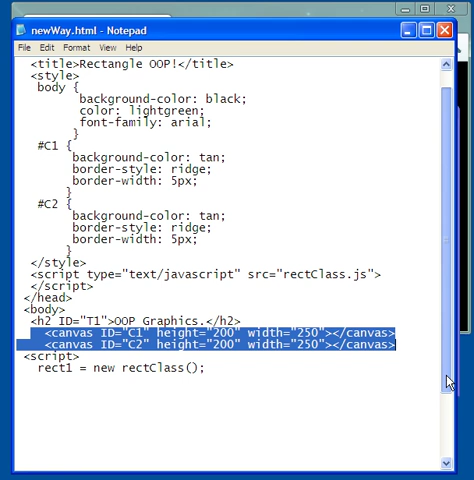 newWay.html - Notepad
File Edit Format View Help
<title>Rectangle OOP!</title>
<style>
body {
background-color: black;
color: lightgreen;
font-family: arial;
}
#C1 {
background-color: tan;
border-style: ridge;
border-width: 5px;
}
#C2 {
background-color: tan;
border-style: ridge;
border-width: 5px;
}
</style>
<script type="text/javascript" src="rectClass.js">
</script>
</head>
<body>
<h2 ID="T1">OOP Graphics.</h2>
<canvas ID="C1" height="200" width="250"></canvas>
<canvas ID="C2" height="200" width="250"></canvas>
<script>
rect1 = new rectClass();